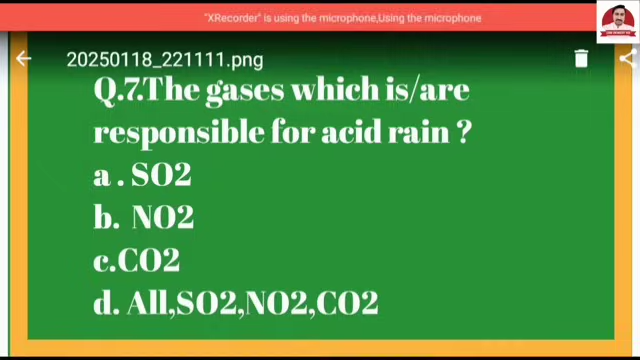 "XRecorder" is using the microphone,Using the microphone
20250118_221111.png
Q.7.The gases which is/are
responsible for acid rain ?
a . SO2
b. NO2
c.CO2
d. All,SO2,NO2,CO2